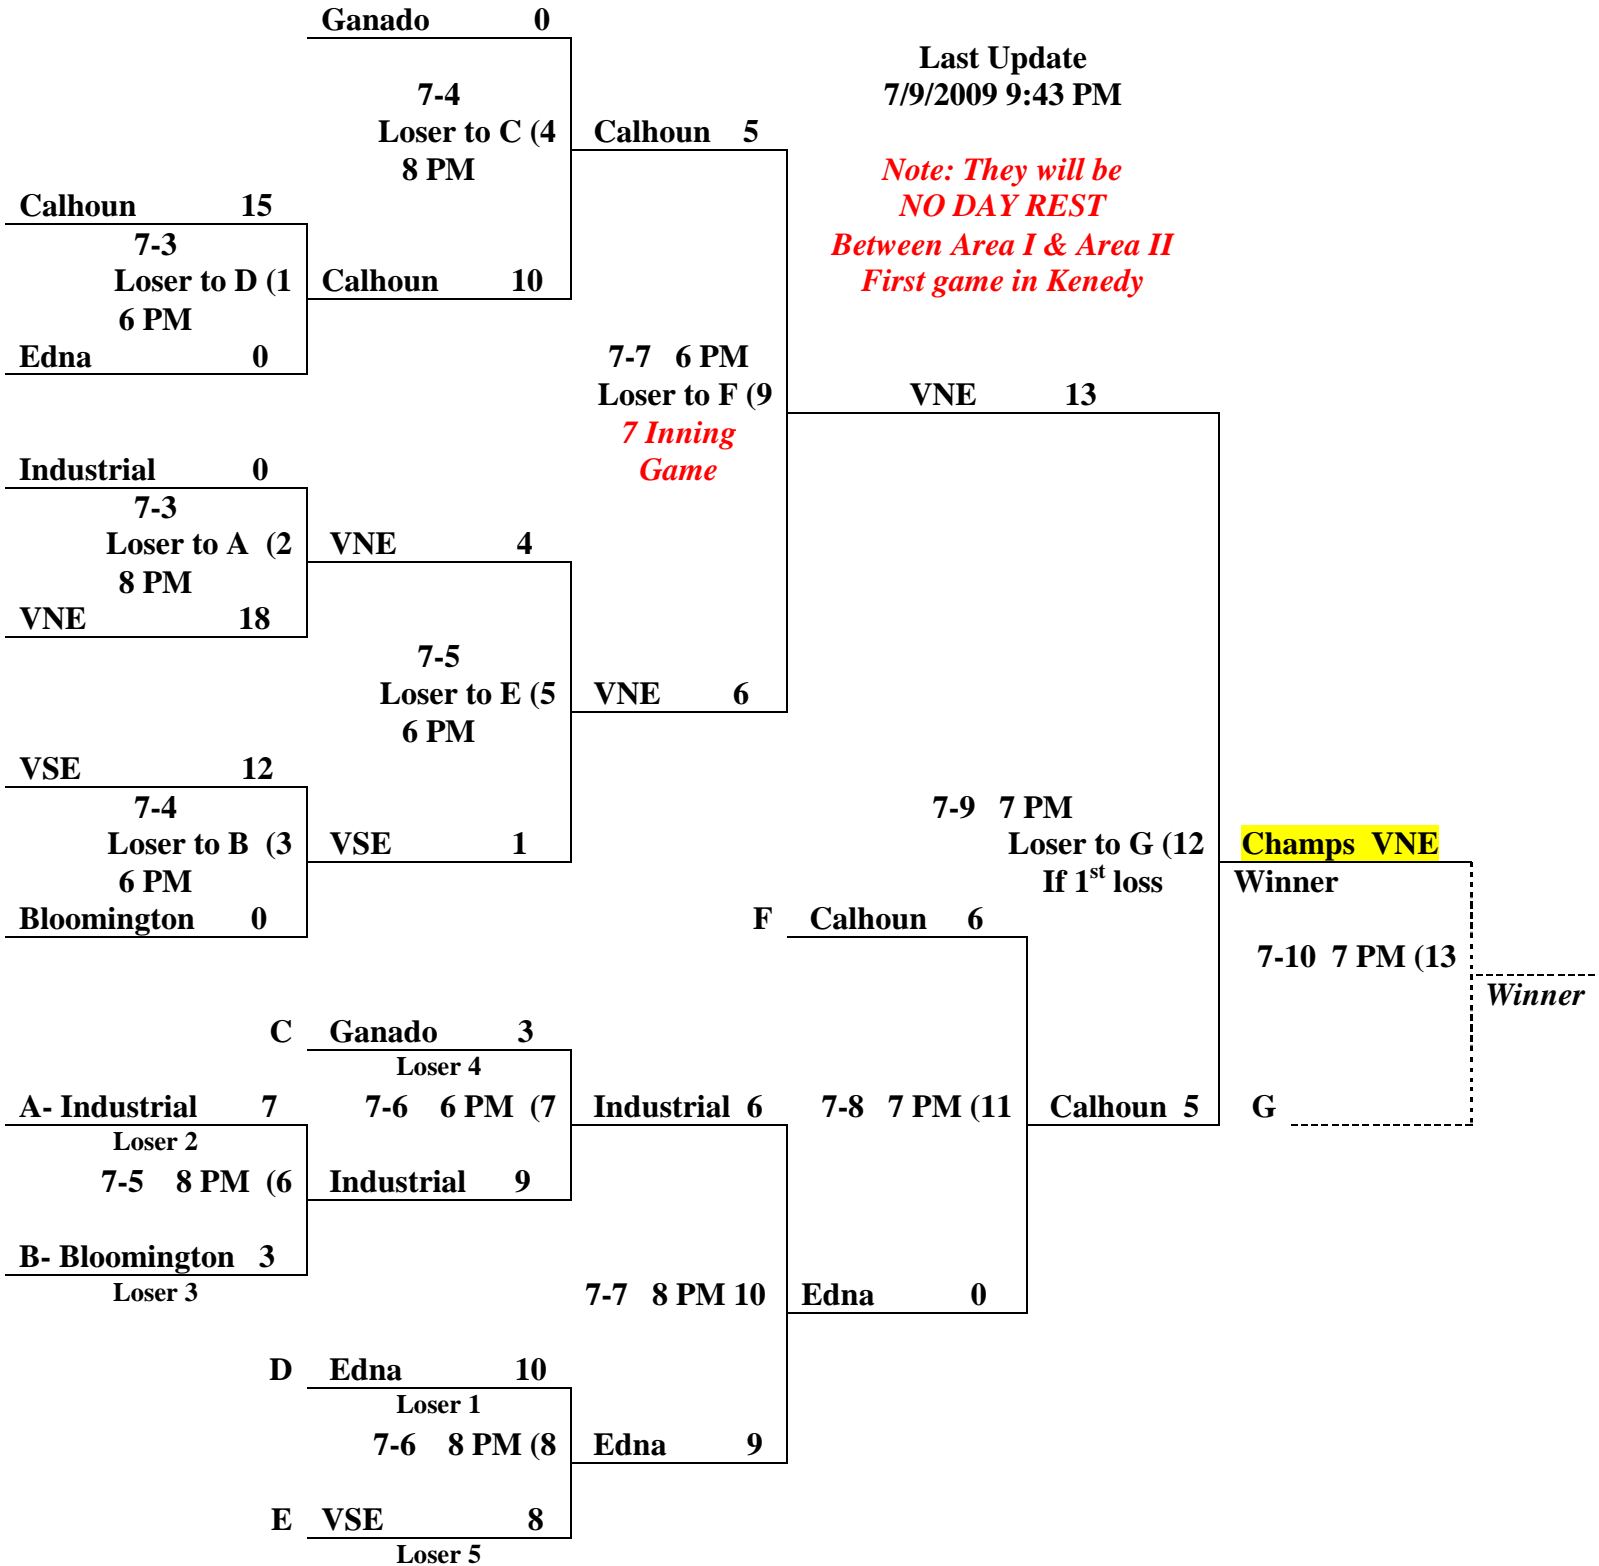 Ganado 0
Last Update
7/9/2009 9:43 PM
7-4
Loser to C (4
8 PM
Calhoun 5
Note: They will be
NO DAY REST
Between Area I & Area II
First game in Kenedy
Calhoun 15
7-3
Loser to D (1
6 PM
Calhoun 10
Edna 0
7-7 6 PM
Loser to F (9
7 Inning
Game
VNE 13
Industrial 0
7-3
Loser to A (2
8 PM
VNE 4
VNE 18
7-5
Loser to E (5
6 PM
VNE 6
VSE 12
7-4
Loser to B (3
6 PM
VSE 1
Bloomington 0
7-9 7 PM
Loser to G (12
If 1st loss
Champs VNE
Winner
F Calhoun 6
7-10 7 PM (13
Winner
C Ganado 3
Loser 4
A- Industrial 7
Loser 2
7-6 6 PM (7
Industrial 6
7-8 7 PM (11
Calhoun 5
G
7-5 8 PM (6
Industrial 9
B- Bloomington 3
Loser 3
7-7 8 PM 10
Edna 0
D Edna 10
Loser 1
7-6 8 PM (8
Edna 9
E VSE 8
Loser 5